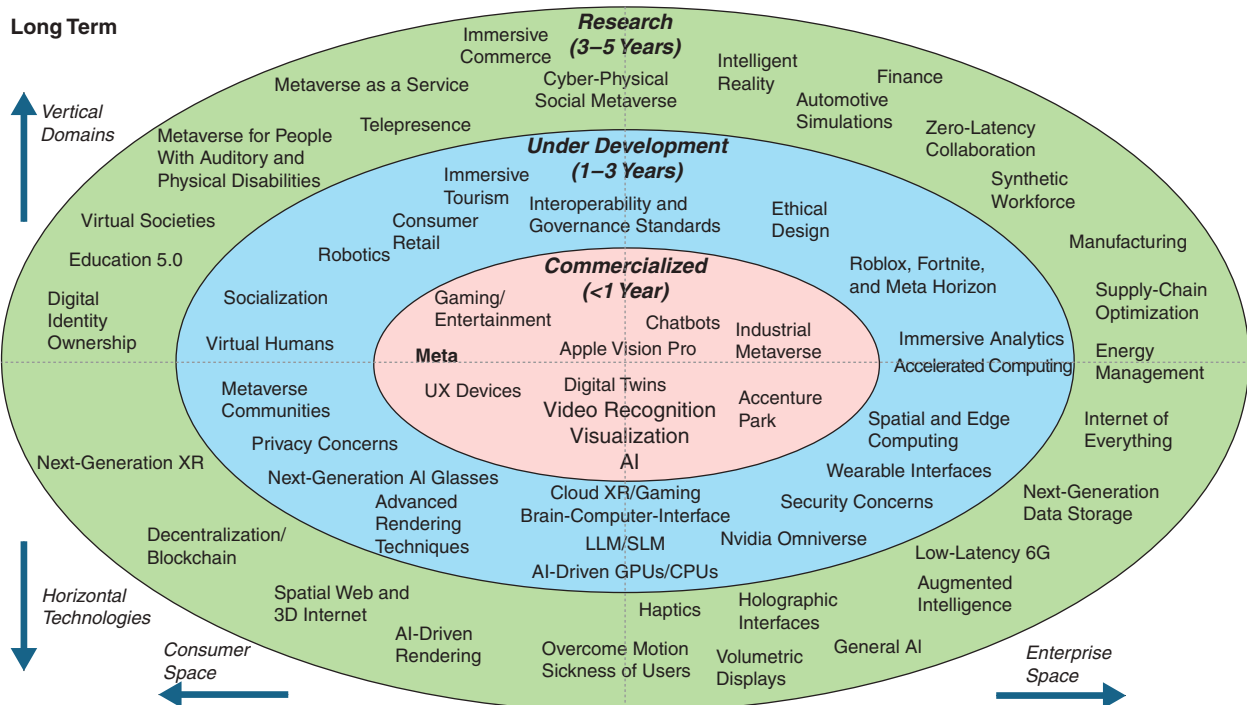 Long Term
Research
(3–5 Years)
Immersive
Commerce
Intelligent
Reality
Finance
Metaverse as a Service
Cyber-Physical
Social Metaverse
Automotive
Simulations
Vertical
Domains
Telepresence
Metaverse for People
With Auditory and
Physical Disabilities
Zero-Latency
Collaboration
Synthetic
Workforce
Virtual Societies
Education 5.0
Digital
Identity
Ownership
Manufacturing
Supply-Chain
Optimization
Energy
Management
Under Development
(1–3 Years)
Immersive
Tourism
Interoperability and
Governance Standards
Ethical
Design
Consumer
Retail
Robotics
Roblox, Fortnite,
and Meta Horizon
Socialization
Virtual Humans
Immersive Analytics
Accelerated Computing
Commercialized
(<1 Year)
Gaming/
Entertainment
Chatbots
Industrial
Metaverse
Meta
Apple Vision Pro
UX Devices
Digital Twins
Video Recognition
Visualization
AI
Accenture
Park
Metaverse
Communities
Privacy Concerns
Spatial and Edge
Computing
Next-Generation AI Glasses
Wearable Interfaces
Advanced
Rendering
Techniques
Cloud XR/Gaming
Brain-Computer-Interface
Security Concerns
LLM/SLM
Nvidia Omniverse
AI-Driven GPUs/CPUs
Internet of
Everything
Next-Generation XR
Next-Generation
Data Storage
Decentralization/
Blockchain
Low-Latency 6G
Augmented
Intelligence
Spatial Web and
3D Internet
Haptics
Holographic
Interfaces
AI-Driven
Rendering
Overcome Motion
Sickness of Users
Volumetric
Displays
General AI
Horizontal
Technologies
Consumer
Space
Enterprise
Space